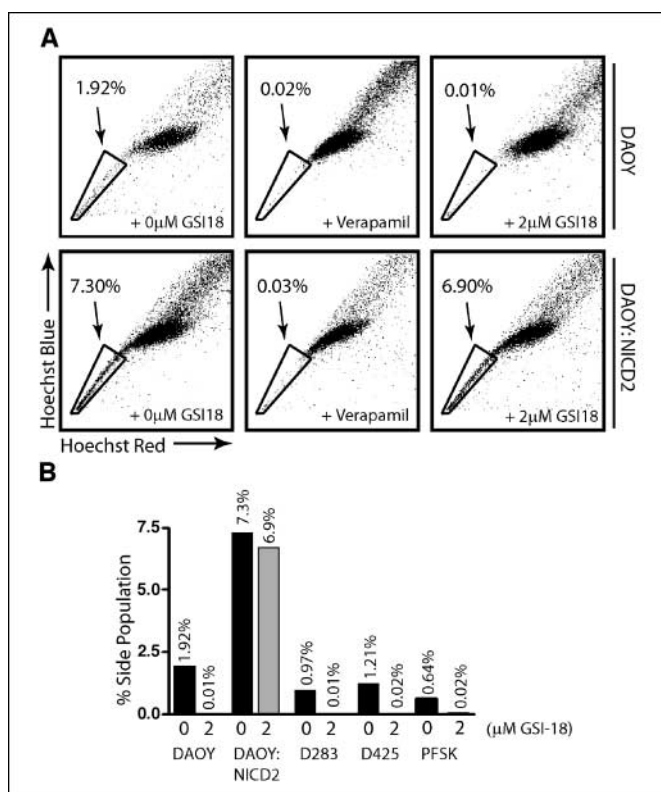 A
1.92%
0.02%
0.01%
+ 0μM GSI18
+ Verapamil
+ 2μM GSI18
DAOY
7.30%
0.03%
6.90%
+ 0μM GSI18
+ Verapamil
+ 2μM GSI18
DAOY:NICD2
Hoechst Blue
Hoechst Red
B
% Side Population
7.5
5.0
2.5
0.0
1.92%
0.01%
7.3%
6.9%
0.97%
0.01%
1.21%
0.02%
0.64%
0.02%
0 2 0 2 0 2 0 2 0 2 (μM GSI-18)
DAOY DAOY: D283 D425 PFSK
NICD2